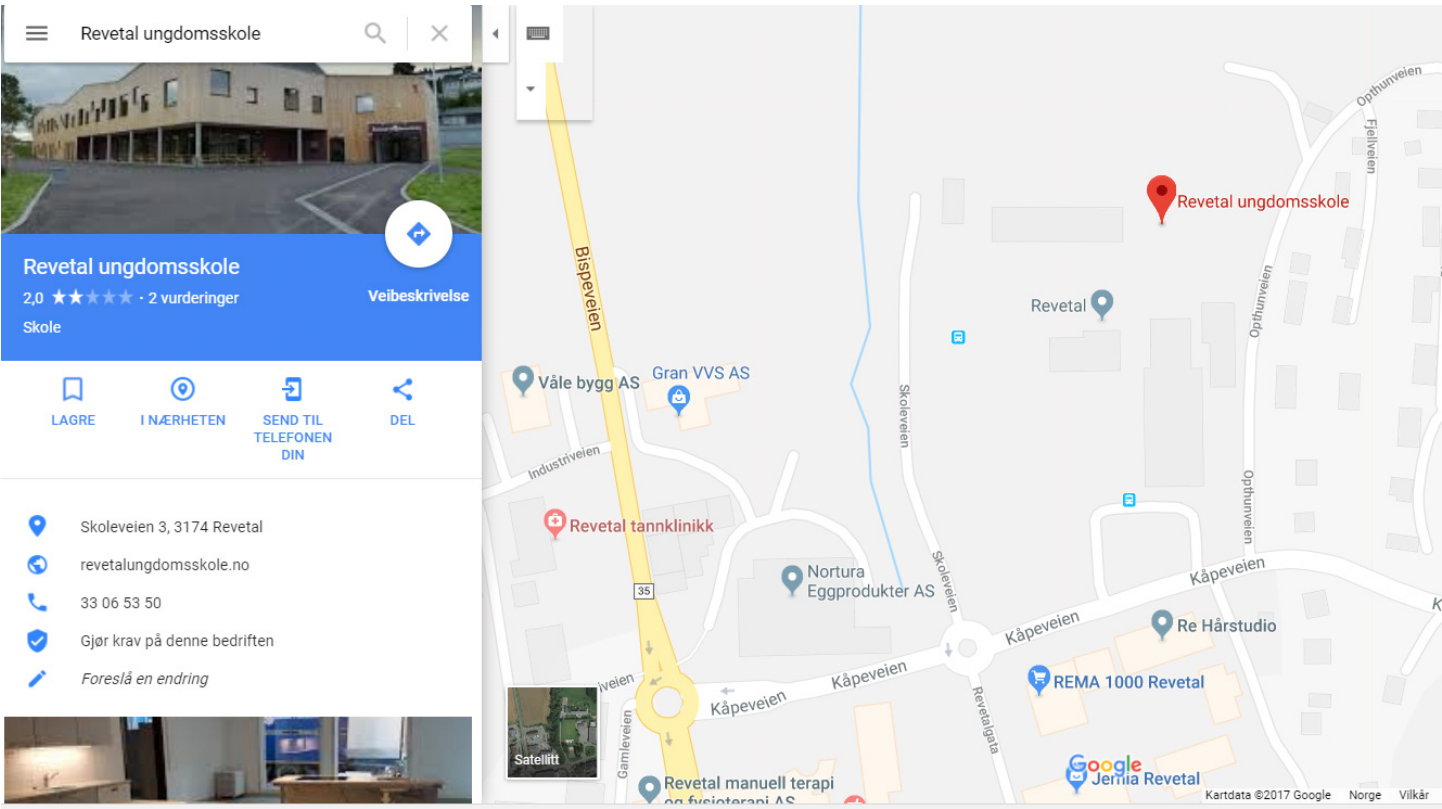 Revetal ungdomsskole
Revetal ungdomsskole
2,0
· 2 vurderinger
Veibeskrivelse
Skole
LAGRE
I NÆRHETEN
SEND TIL
TELEFONEN
DIN
DEL
Skoleveien 3, 3174 Revetal
revetalungdomsskole.no
33 06 53 50
Gjør krav på denne bedriften
Foreslå en endring
Opthunveien
Fjellveien
Revetal ungdomsskole
Bispeveien
Opthunveien
Revetal
Gran VVS AS
Våle bygg AS
Skoleveien
Industriveien
Opthunveien
Revetal tannklinikk
Skoleveien
Nortura
Eggprodukter AS
Kåpeveien
35
Kåpeveien
Re Hårstudio
Kåpeveien
REMA 1000 Revetal
Kåpeveien
Revetalgata
Gamleveien
Satellitt
Google
Jernia Revetal
Revetal manuell terapi
og fysioterapi AS
Kartdata ©2017 Google
Norge
Vilkår